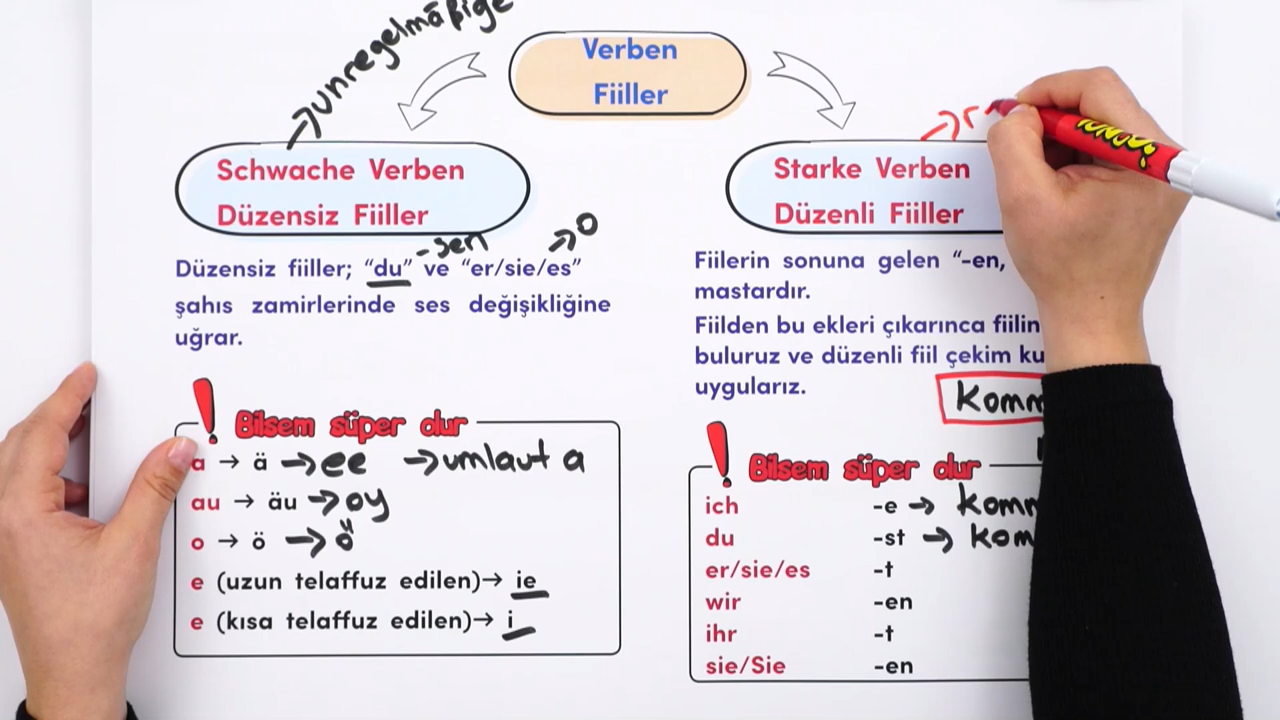 Verben
Fiiller
unregelmäßige
Schwache Verben
Düzensiz Fiiller
-sen
→ o
Düzensiz fiiller; “du” ve “er/sie/es”
şahıs zamirlerinde ses değişikliğine
uğrar.
Bilsem süper olur
a → ä → ee → umlaut a
au → äu → oy
o → ö → ö
e (uzun telaffuz edilen)→ ie
e (kısa telaffuz edilen)→ i
→ r
Starke Verben
Düzenli Fiiller
Fiilerin sonuna gelen “-en,
mastardır.
Fiilden bu ekleri çıkarınca fiilin
buluruz ve düzenli fiil çekim ku
uygularız.
Komm
Bilsem süper olur
ich -e → komm
du -st → kom
er/sie/es -t
wir -en
ihr -t
sie/Sie -en